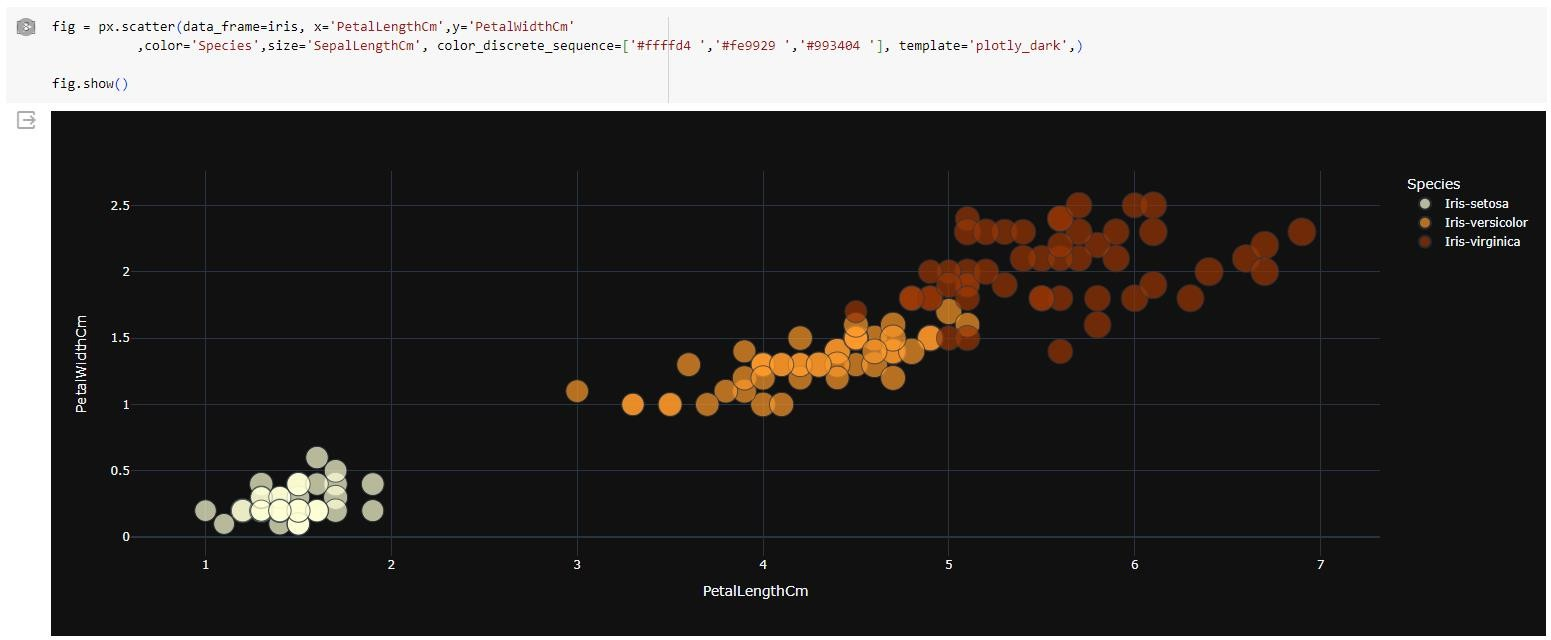 fig = px.scatter(data_frame=iris, x='PetalLengthCm',y='PetalWidthCm'
,color='Species',size='SepalLengthCm', color_discrete_sequence=['#ffffd4 ','#fe9929 ','#993404 '], template='plotly_dark',)
fig.show()
Species
Iris-setosa
Iris-versicolor
Iris-virginica
2.5
2
1.5
1
0.5
0
PetalWidthCm
1 2 3 4 5 6 7
PetalLengthCm